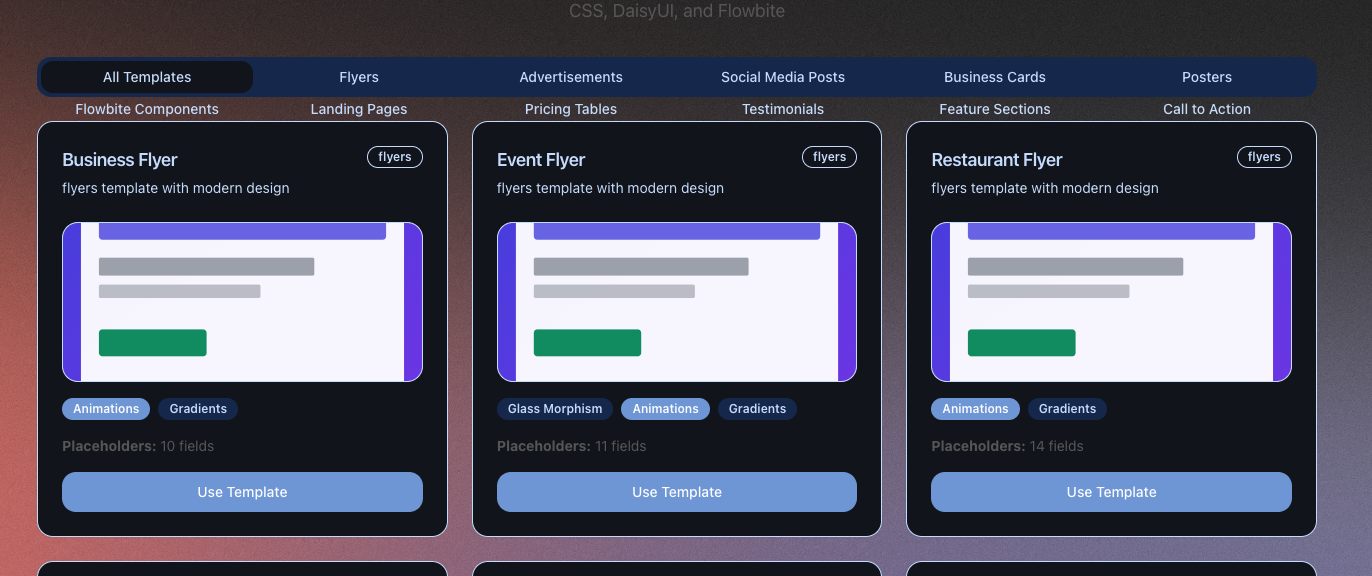 CSS, DaisyUI, and Flowbite
All Templates
Flyers
Advertisements
Social Media Posts
Business Cards
Posters
Flowbite Components
Landing Pages
Pricing Tables
Testimonials
Feature Sections
Call to Action
Business Flyer
flyers
flyers template with modern design
Animations
Gradients
Placeholders: 10 fields
Use Template
Event Flyer
flyers
flyers template with modern design
Glass Morphism
Animations
Gradients
Placeholders: 11 fields
Use Template
Restaurant Flyer
flyers
flyers template with modern design
Animations
Gradients
Placeholders: 14 fields
Use Template